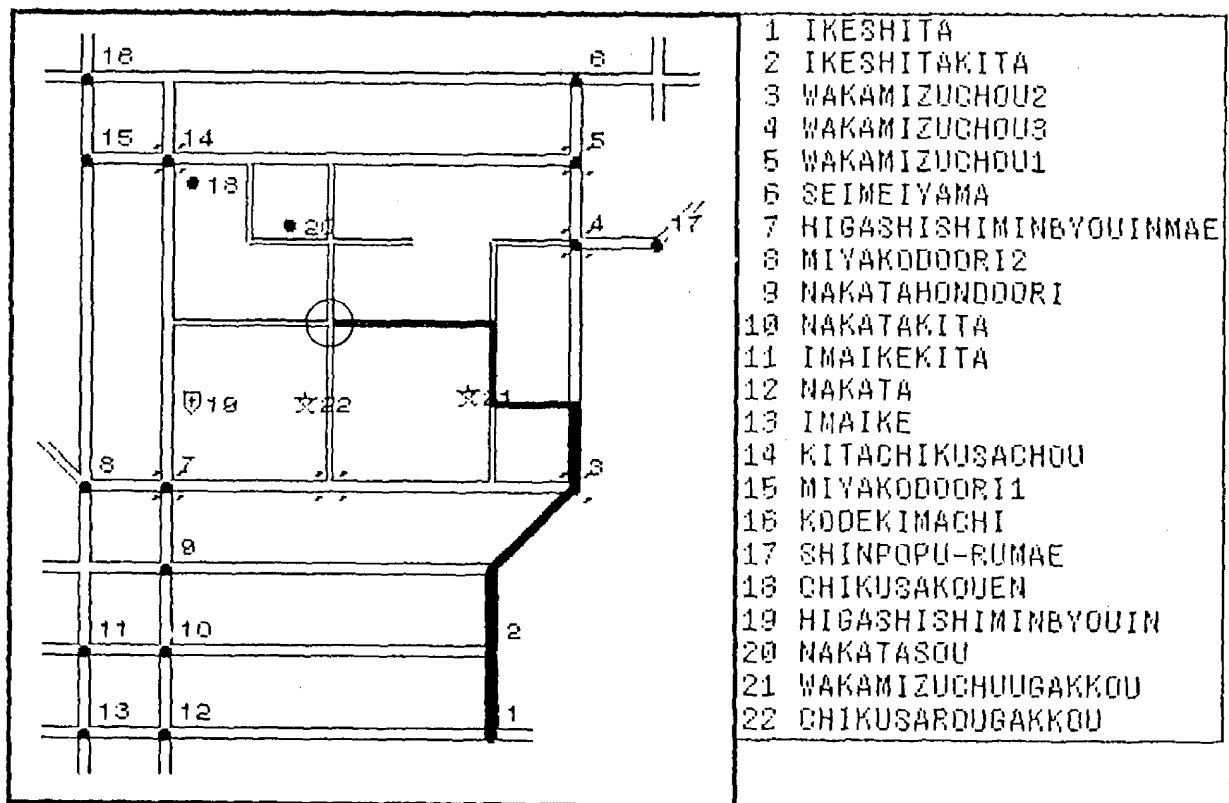 16 6
15 14 5
18
20 4 17
19 22 21
8 7 3
9
11 10 2
13 12 1
1 IKESHITA
2 IKESHITAKITA
3 WAKAMIZUCHOU2
4 WAKAMIZUCHOU3
5 WAKAMIZUCHOU1
6 SEIMEIYAMA
7 HIGASHISHIMINBYOUINMAE
8 MIYAKODOORI2
9 NAKATAHONDOORI
10 NAKATAKITA
11 IMAIKEKITA
12 NAKATA
13 IMAIKE
14 KITACHIKUSACHOU
15 MIYAKODOORI1
16 KODEKIMACHI
17 SHINPOPU-RUMAE
18 CHIKUSAKOUEN
19 HIGASHISHIMINBYOUIN
20 NAKATASOU
21 WAKAMIZUCHUUGAKKOU
22 CHIKUSAROUGAKKOU